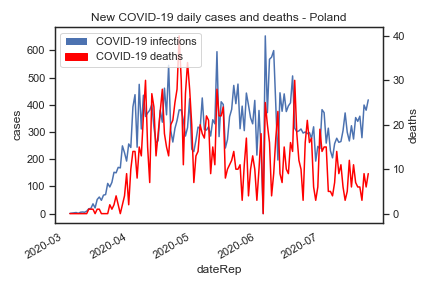 New COVID-19 daily cases and deaths - Poland
COVID-19 infections
COVID-19 deaths
cases
600
500
400
300
200
100
0
deaths
40
30
20
10
0
2020-03
2020-04
2020-05
2020-06
2020-07
dateRep